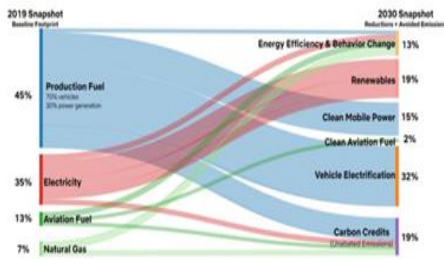 2019 Snapshot
Baseline Footprint
2030 Snapshot
Reductions + Avoided Emissions
Energy Efficiency & Behavior Change
13%
Renewables
19%
45%
Production Fuel
70% vehicles
30% power generation
Clean Mobile Power
15%
Clean Aviation Fuel
2%
35%
Electricity
Vehicle Electrification
32%
13%
Aviation Fuel
Carbon Credits
(Unabated Emissions)
19%
7%
Natural Gas